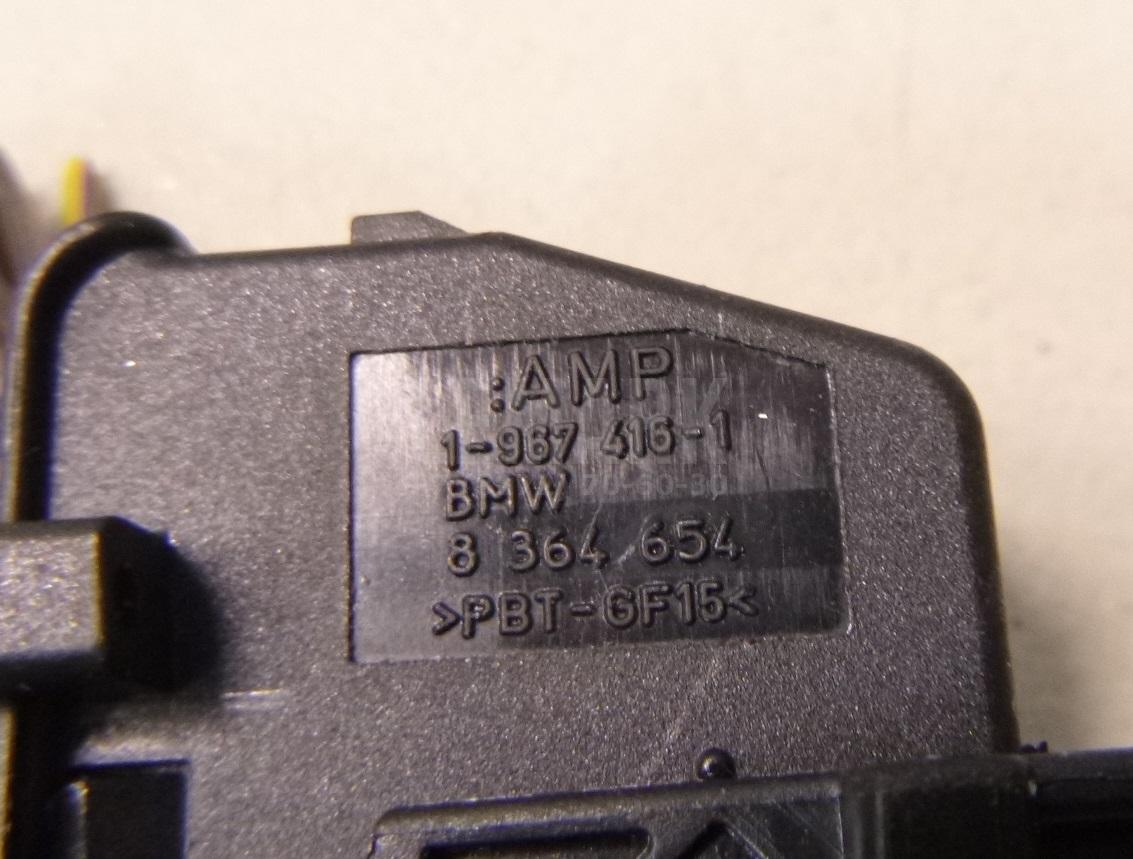 :AMP
1-967 416-1
BMW
8 364 654
>PBT-GF15<